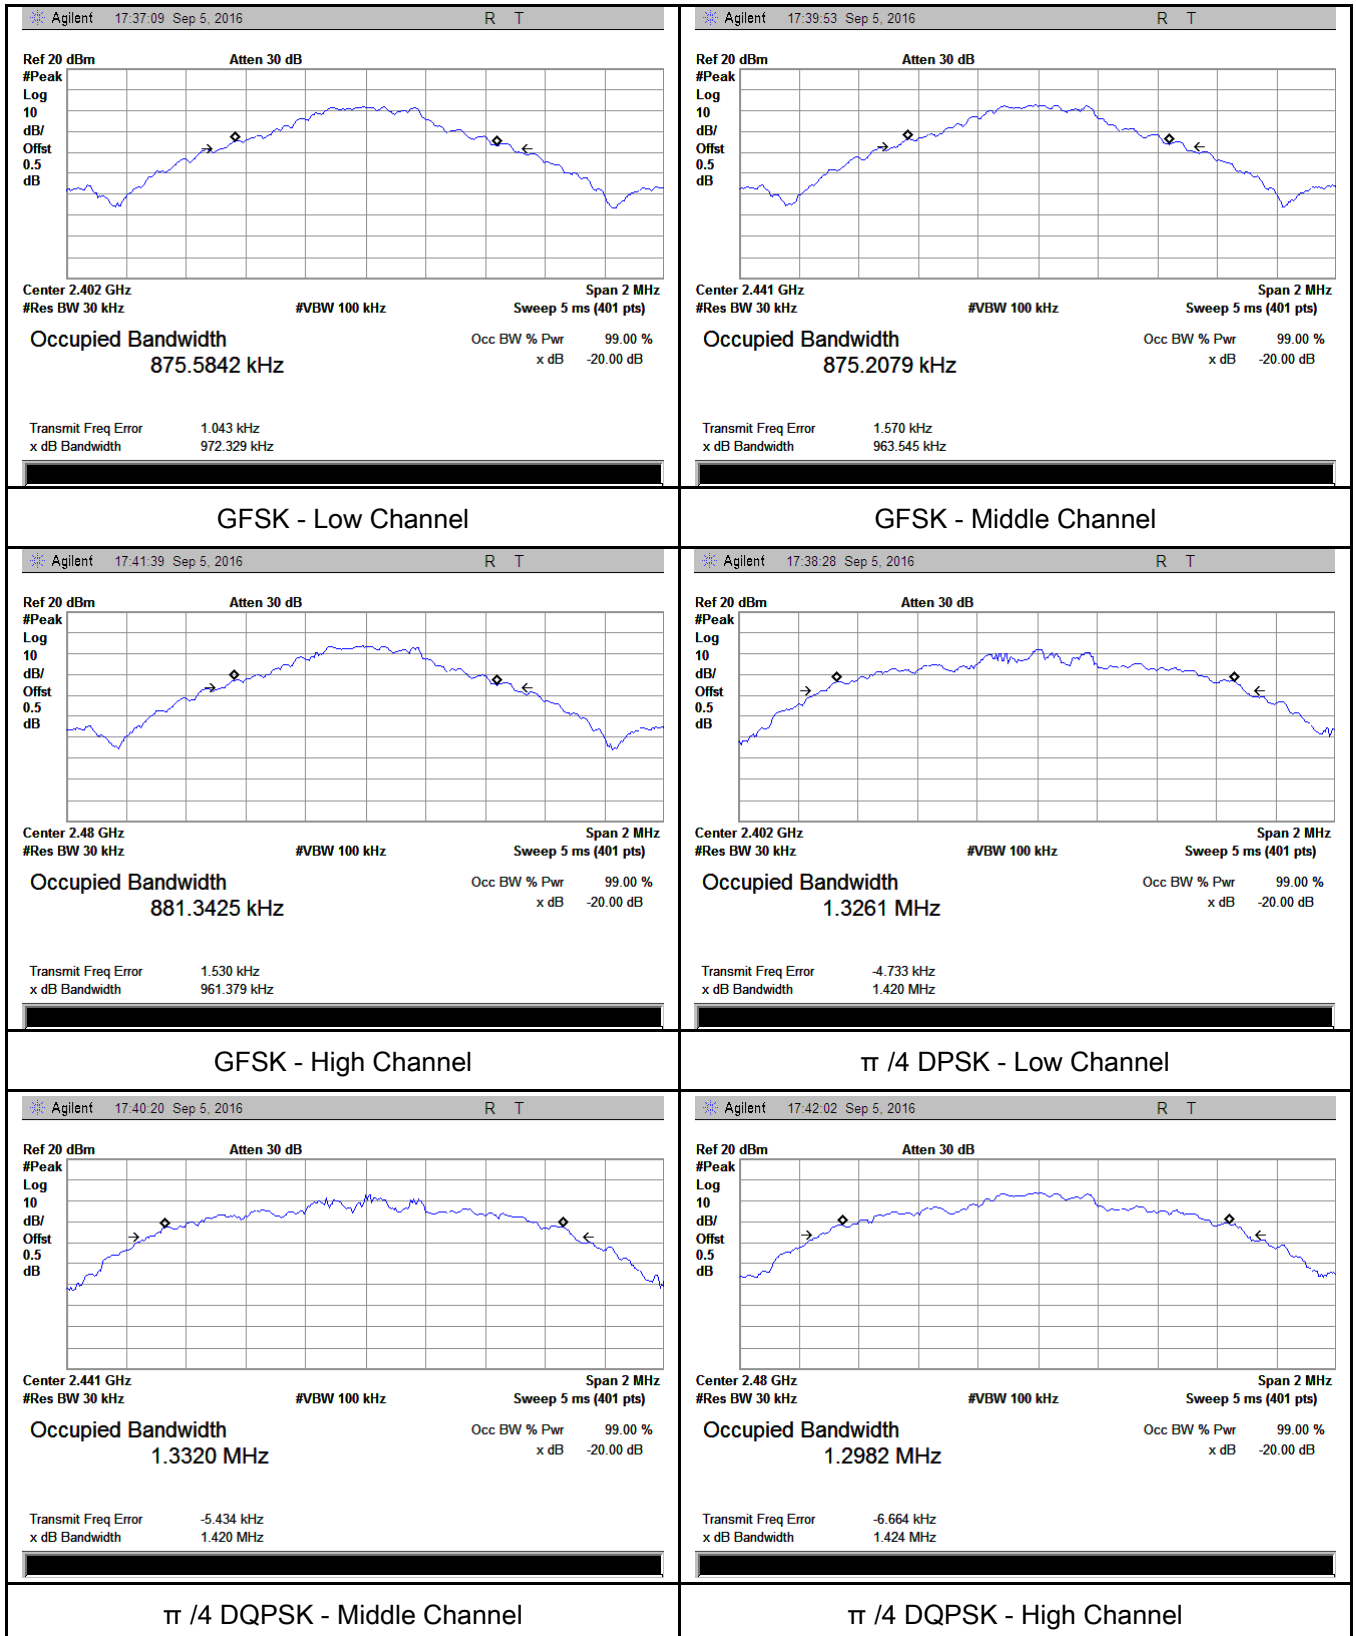 Agilent 17:37:09 Sep 5, 2016 R T
Ref 20 dBm Atten 30 dB
#Peak
Log
10
dB/
Offst
0.5
dB
Center 2.402 GHz Span 2 MHz
#Res BW 30 kHz #VBW 100 kHz Sweep 5 ms (401 pts)
Occupied Bandwidth Occ BW % Pwr 99.00 %
875.5842 kHz x dB -20.00 dB
Transmit Freq Error 1.043 kHz
x dB Bandwidth 972.329 kHz
GFSK - Low Channel
Agilent 17:39:53 Sep 5, 2016 R T
Ref 20 dBm Atten 30 dB
#Peak
Log
10
dB/
Offst
0.5
dB
Center 2.441 GHz Span 2 MHz
#Res BW 30 kHz #VBW 100 kHz Sweep 5 ms (401 pts)
Occupied Bandwidth Occ BW % Pwr 99.00 %
875.2079 kHz x dB -20.00 dB
Transmit Freq Error 1.570 kHz
x dB Bandwidth 963.545 kHz
GFSK - Middle Channel
Agilent 17:41:39 Sep 5, 2016 R T
Ref 20 dBm Atten 30 dB
#Peak
Log
10
dB/
Offst
0.5
dB
Center 2.48 GHz Span 2 MHz
#Res BW 30 kHz #VBW 100 kHz Sweep 5 ms (401 pts)
Occupied Bandwidth Occ BW % Pwr 99.00 %
881.3425 kHz x dB -20.00 dB
Transmit Freq Error 1.530 kHz
x dB Bandwidth 961.379 kHz
GFSK - High Channel
Agilent 17:38:28 Sep 5, 2016 R T
Ref 20 dBm Atten 30 dB
#Peak
Log
10
dB/
Offst
0.5
dB
Center 2.402 GHz Span 2 MHz
#Res BW 30 kHz #VBW 100 kHz Sweep 5 ms (401 pts)
Occupied Bandwidth Occ BW % Pwr 99.00 %
1.3261 MHz x dB -20.00 dB
Transmit Freq Error -4.733 kHz
x dB Bandwidth 1.420 MHz
π /4 DPSK - Low Channel
Agilent 17:40:20 Sep 5, 2016 R T
Ref 20 dBm Atten 30 dB
#Peak
Log
10
dB/
Offst
0.5
dB
Center 2.441 GHz Span 2 MHz
#Res BW 30 kHz #VBW 100 kHz Sweep 5 ms (401 pts)
Occupied Bandwidth Occ BW % Pwr 99.00 %
1.3320 MHz x dB -20.00 dB
Transmit Freq Error -5.434 kHz
x dB Bandwidth 1.420 MHz
π /4 DQPSK - Middle Channel
Agilent 17:42:02 Sep 5, 2016 R T
Ref 20 dBm Atten 30 dB
#Peak
Log
10
dB/
Offst
0.5
dB
Center 2.48 GHz Span 2 MHz
#Res BW 30 kHz #VBW 100 kHz Sweep 5 ms (401 pts)
Occupied Bandwidth Occ BW % Pwr 99.00 %
1.2982 MHz x dB -20.00 dB
Transmit Freq Error -6.664 kHz
x dB Bandwidth 1.424 MHz
π /4 DQPSK - High Channel